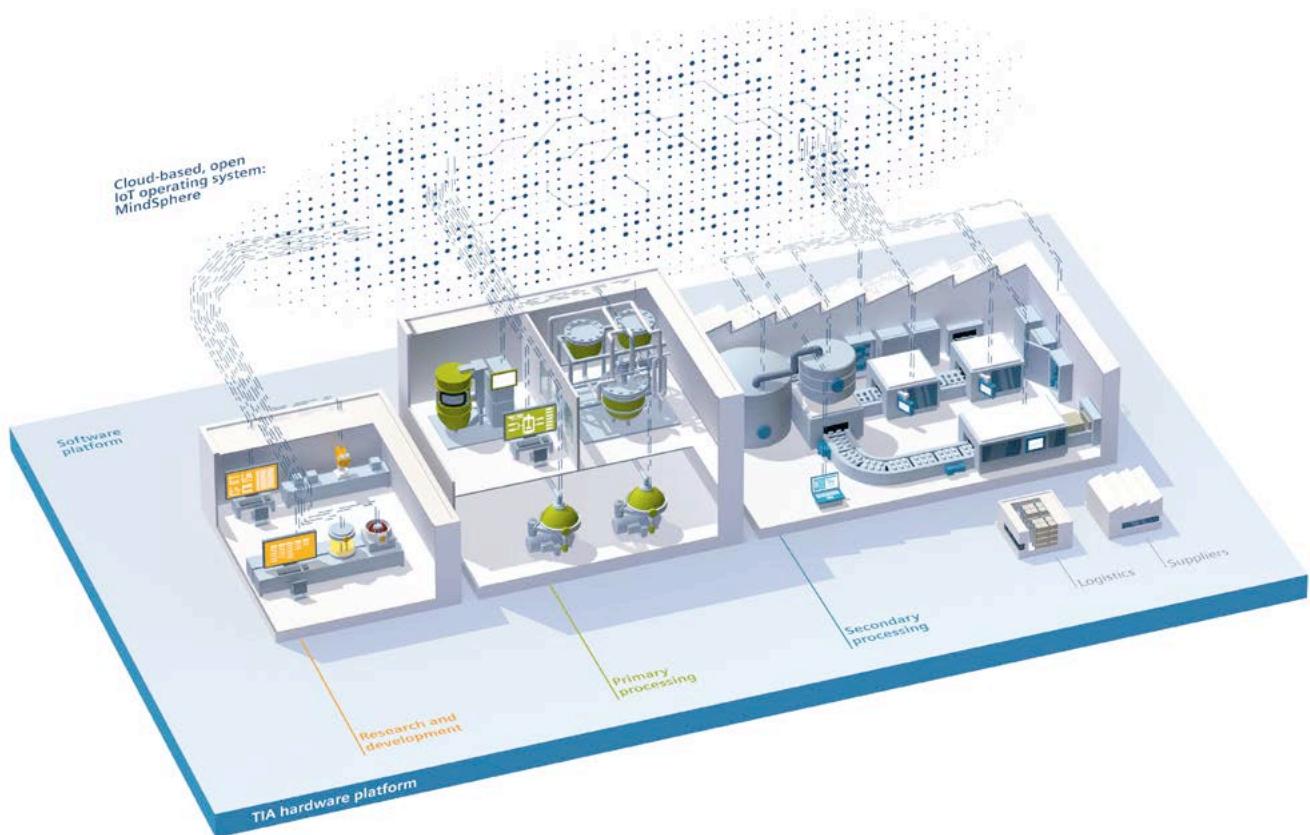 Cloud-based, open
IoT operating system:
MindSphere
Software
platform
Logistics
Suppliers
Secondary
processing
Primary
processing
Research and
development
TIA hardware platform